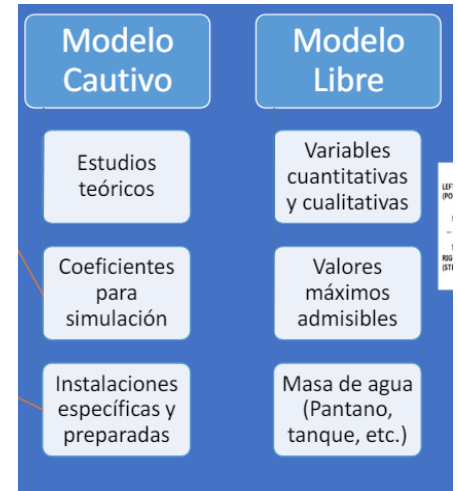 Modelo
Cautivo
Estudios
teóricos
Coeficientes
para
simulación
Instalaciones
específicas y
preparadas
Modelo
Libre
Variables
cuantitativas
y cualitativas
Valores
máximos
admisibles
Masa de agua
(Pantano,
tanque, etc.)